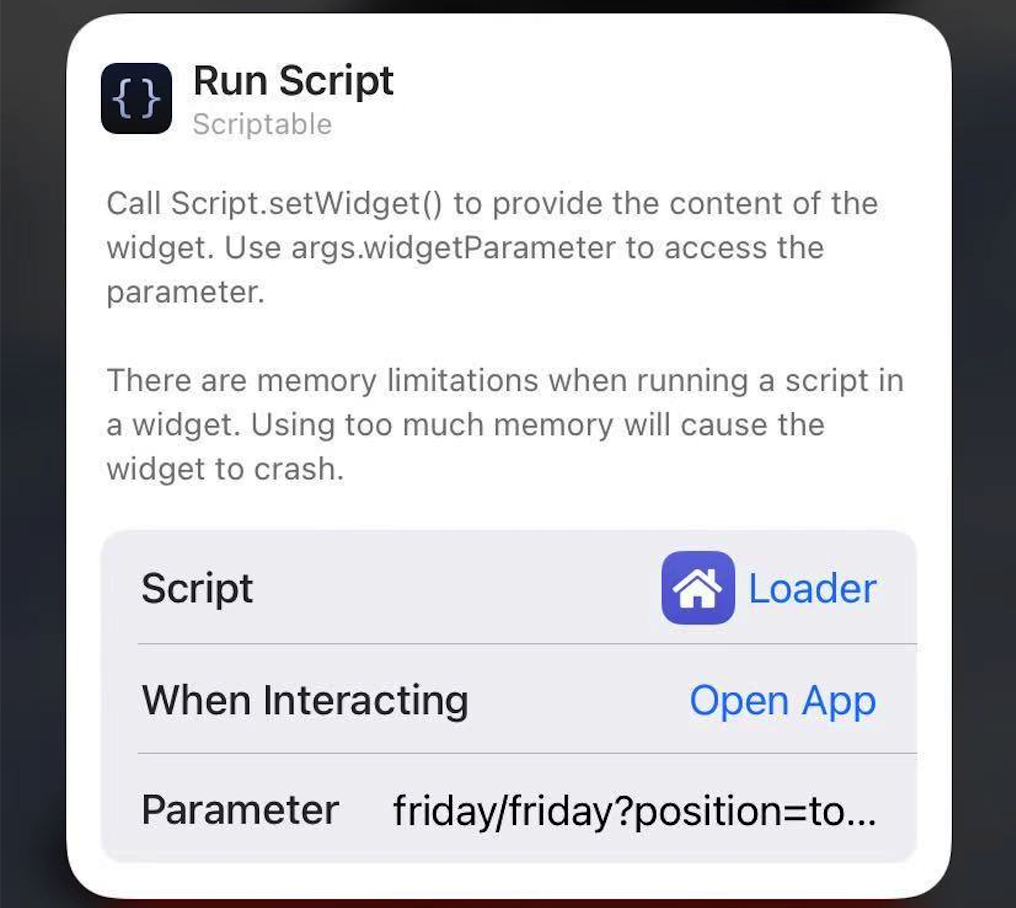 { }
Run Script
Scriptable
Call Script.setWidget() to provide the content of the
widget. Use args.widgetParameter to access the
parameter.
There are memory limitations when running a script in
a widget. Using too much memory will cause the
widget to crash.
Script Loader
When Interacting Open App
Parameter friday/friday?position=to...